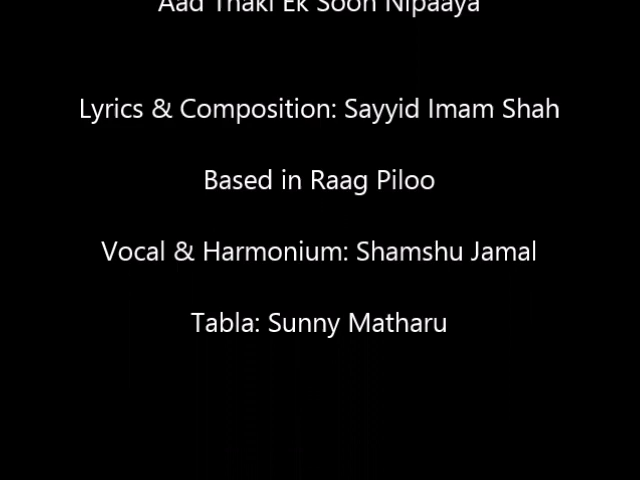 Aad Thaki Ek Soon Nipaaya
Lyrics & Composition: Sayyid Imam Shah
Based in Raag Piloo
Vocal & Harmonium: Shamshu Jamal
Tabla: Sunny Matharu